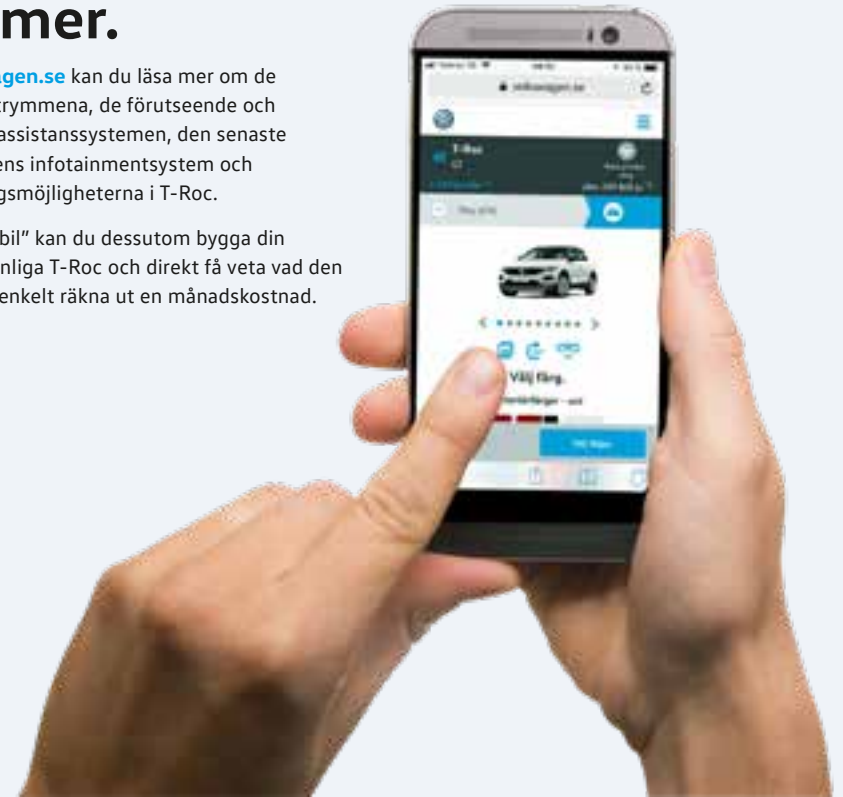 mer.
agen.se kan du läsa mer om de
trymmena, de förutseende och
assistanssystemen, den senaste
ens infotainmentsystem och
gsmöjligheterna i T-Roc.
bil” kan du dessutom bygga din
nliga T-Roc och direkt få veta vad den
enkelt räkna ut en månadskostnad.
volkswagen.se
T-Roc
Välj färg.